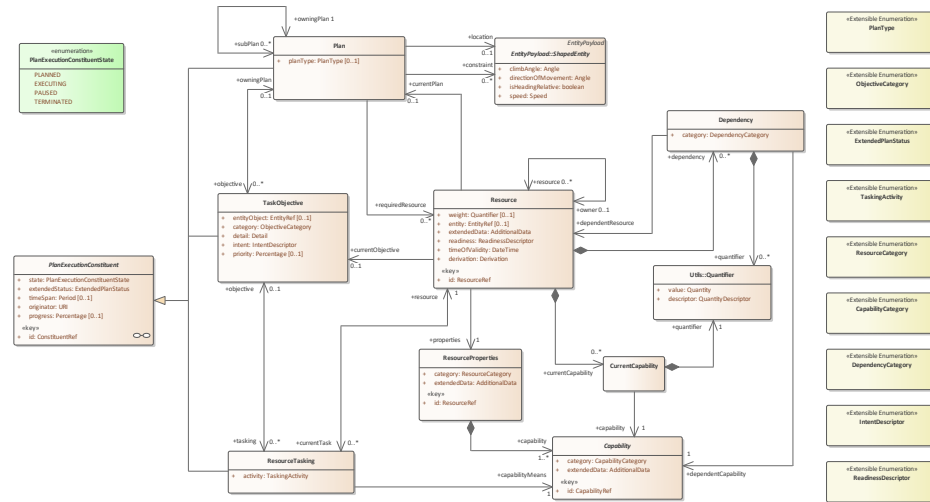 «enumeration»
PlanExecutionConstituentState
PLANNED
EXECUTING
PAUSED
TERMINATED
+owningPlan 1
+subPlan 0..*
Plan
+ planType: PlanType [0..1]
+owningPlan
0..1
+location
0..1
+constraint
0..*
+currentPlan
0..1
EntityPayload
EntityPayload::ShapedEntity
+ climbAngle: Angle
+ directionOfMovement: Angle
+ isHeadingRelative: boolean
+ speed: Speed
Dependency
+ category: DependencyCategory
+dependency
0..*
+objective
0..*
TaskObjective
+ entityObject: EntityRef [0..1]
+ category: ObjectiveCategory
+ detail: Detail
+ intent: IntentDescriptor
+ priority: Percentage [0..1]
+requiredResource
0..*
+currentObjective
0..1
+resource 0..*
+owner 0..1
+dependentResource
Resource
+ weight: Quantifier [0..1]
+ entity: EntityRef [0..1]
+ extendedData: AdditionalData
+ readiness: ReadinessDescriptor
+ timeOfValidity: DateTime
+ derivation: Derivation
«key»
+ id: ResourceRef
+quantifier
0..*
Utils::Quantifier
+ value: Quantity
+ descriptor: QuantityDescriptor
+quantifier
1
PlanExecutionConstituent
+ state: PlanExecutionConstituentState
+ extendedStatus: ExtendedPlanStatus
+ timeSpan: Period [0..1]
+ originator: URI
+ progress: Percentage [0..1]
«key»
+ id: ConstituentRef
+objective
0..1
+resource
1
+properties
1
ResourceProperties
+ category: ResourceCategory
+ extendedData: AdditionalData
«key»
+ id: ResourceRef
0..*
+currentCapability
CurrentCapability
+capability
1
+capability
1..*
Capability
+ category: CapabilityCategory
+ extendedData: AdditionalData
«key»
+ id: CapabilityRef
1
+dependentCapability
+tasking
0..*
+currentTask
0..*
ResourceTasking
+ activity: TaskingActivity
+capabilityMeans
1
«Extensible Enumeration»
PlanType
«Extensible Enumeration»
ObjectiveCategory
«Extensible Enumeration»
ExtendedPlanStatus
«Extensible Enumeration»
TaskingActivity
«Extensible Enumeration»
ResourceCategory
«Extensible Enumeration»
CapabilityCategory
«Extensible Enumeration»
DependencyCategory
«Extensible Enumeration»
IntentDescriptor
«Extensible Enumeration»
ReadinessDescriptor